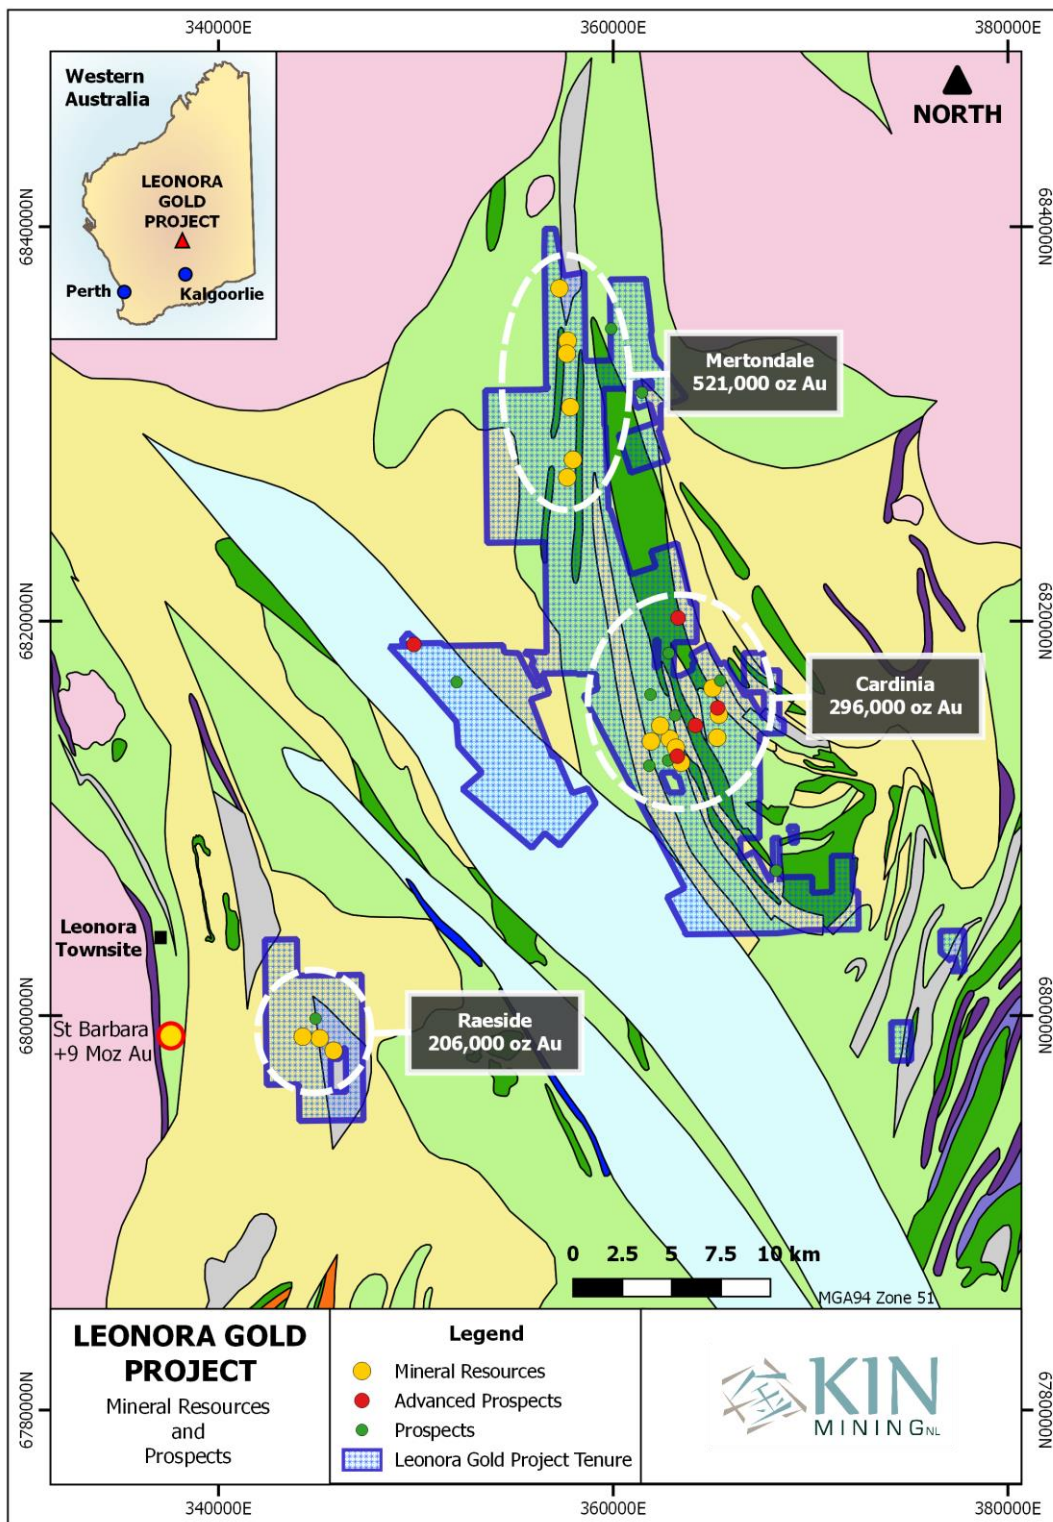 340000E
360000E
380000E
Western
Australia
LEONORA
GOLD
PROJECT
Perth
Kalgoorlie
NORTH
6840000N
6840000N
Mertondale
521,000 oz Au
6820000N
6820000N
Cardinia
296,000 oz Au
Leonora
Townsite
St Barbara
+9 Moz Au
6800000N
6800000N
Raeside
206,000 oz Au
0 2.5 5 7.5 10 km
MGA94 Zone 51
LEONORA GOLD
PROJECT
Mineral Resources
and
Prospects
Legend
Mineral Resources
Advanced Prospects
Prospects
Leonora Gold Project Tenure
KIN
MINING NL
6780000N
6780000N
340000E
360000E
380000E